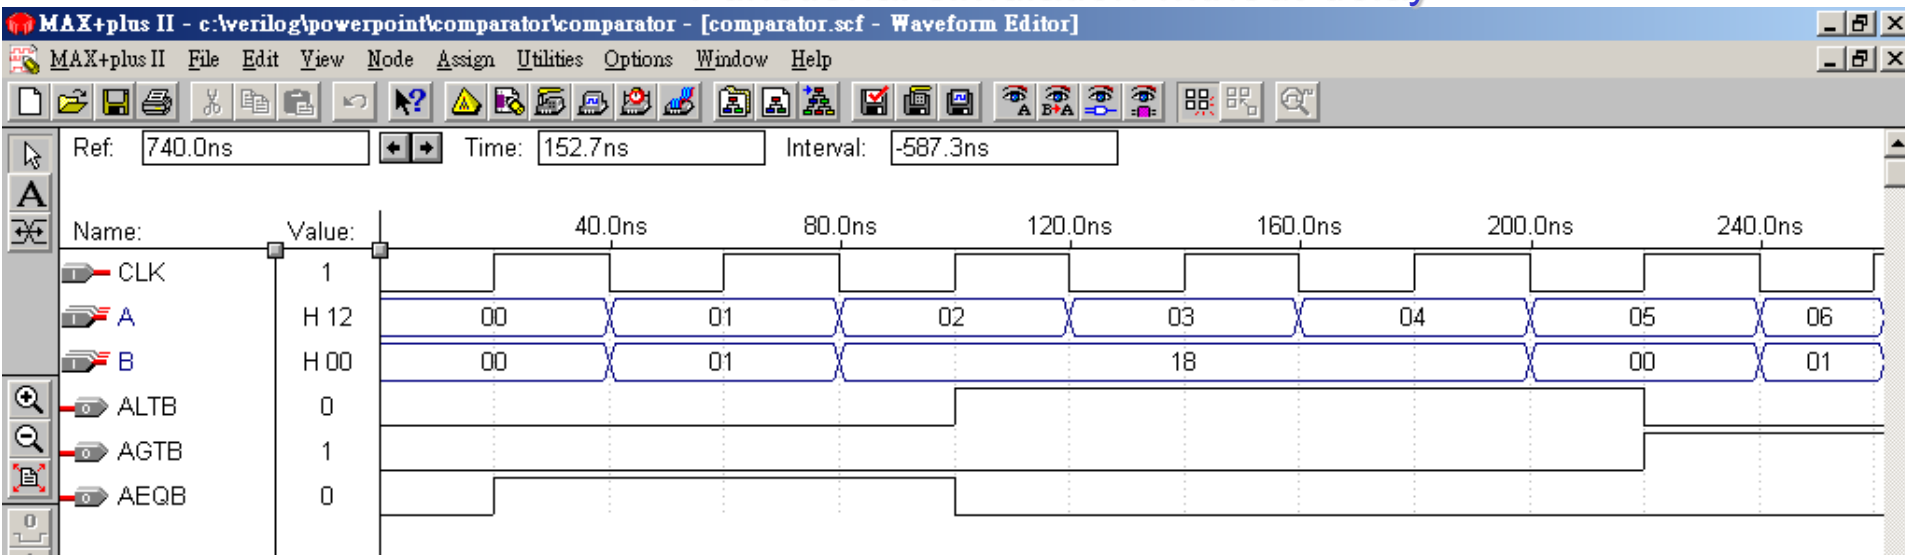 MAX+plus II - c:\verilog\powerpoint\comparator\comparator - [comparator.scf - Waveform Editor]
MAX+plus II File Edit View Node Assign Utilities Options Window Help
Ref: 740.0ns Time: 152.7ns Interval: -587.3ns
A
Name: Value: 40.0ns 80.0ns 120.0ns 160.0ns 200.0ns 240.0ns
CLK 1
A H 12 00 01 02 03 04 05 06
B H 00 00 01 18 00 01
ALTB 0
AGTB 1
AEQB 0